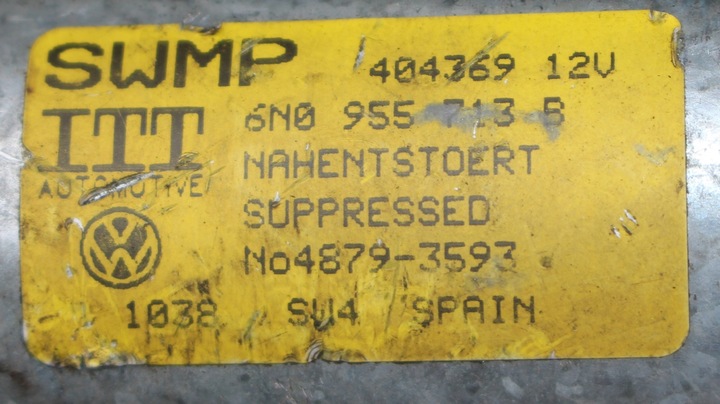 SWMP 404369 12V
ITT 6N0 955 713 B
NAHENTSTOERT
AUTOMOTIVE
SUPPRESSED
No4879-3593
1038 SW4 SPAIN